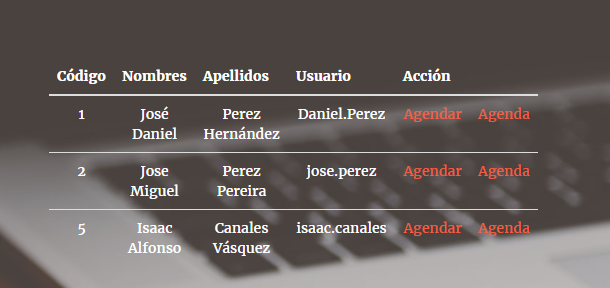 Código Nombres Apellidos Usuario Acción
1 José Daniel Perez Hernández Daniel.Perez Agendar Agenda
2 Jose Miguel Perez Pereira jose.perez Agendar Agenda
5 Isaac Alfonso Canales Vásquez isaac.canales Agendar Agenda